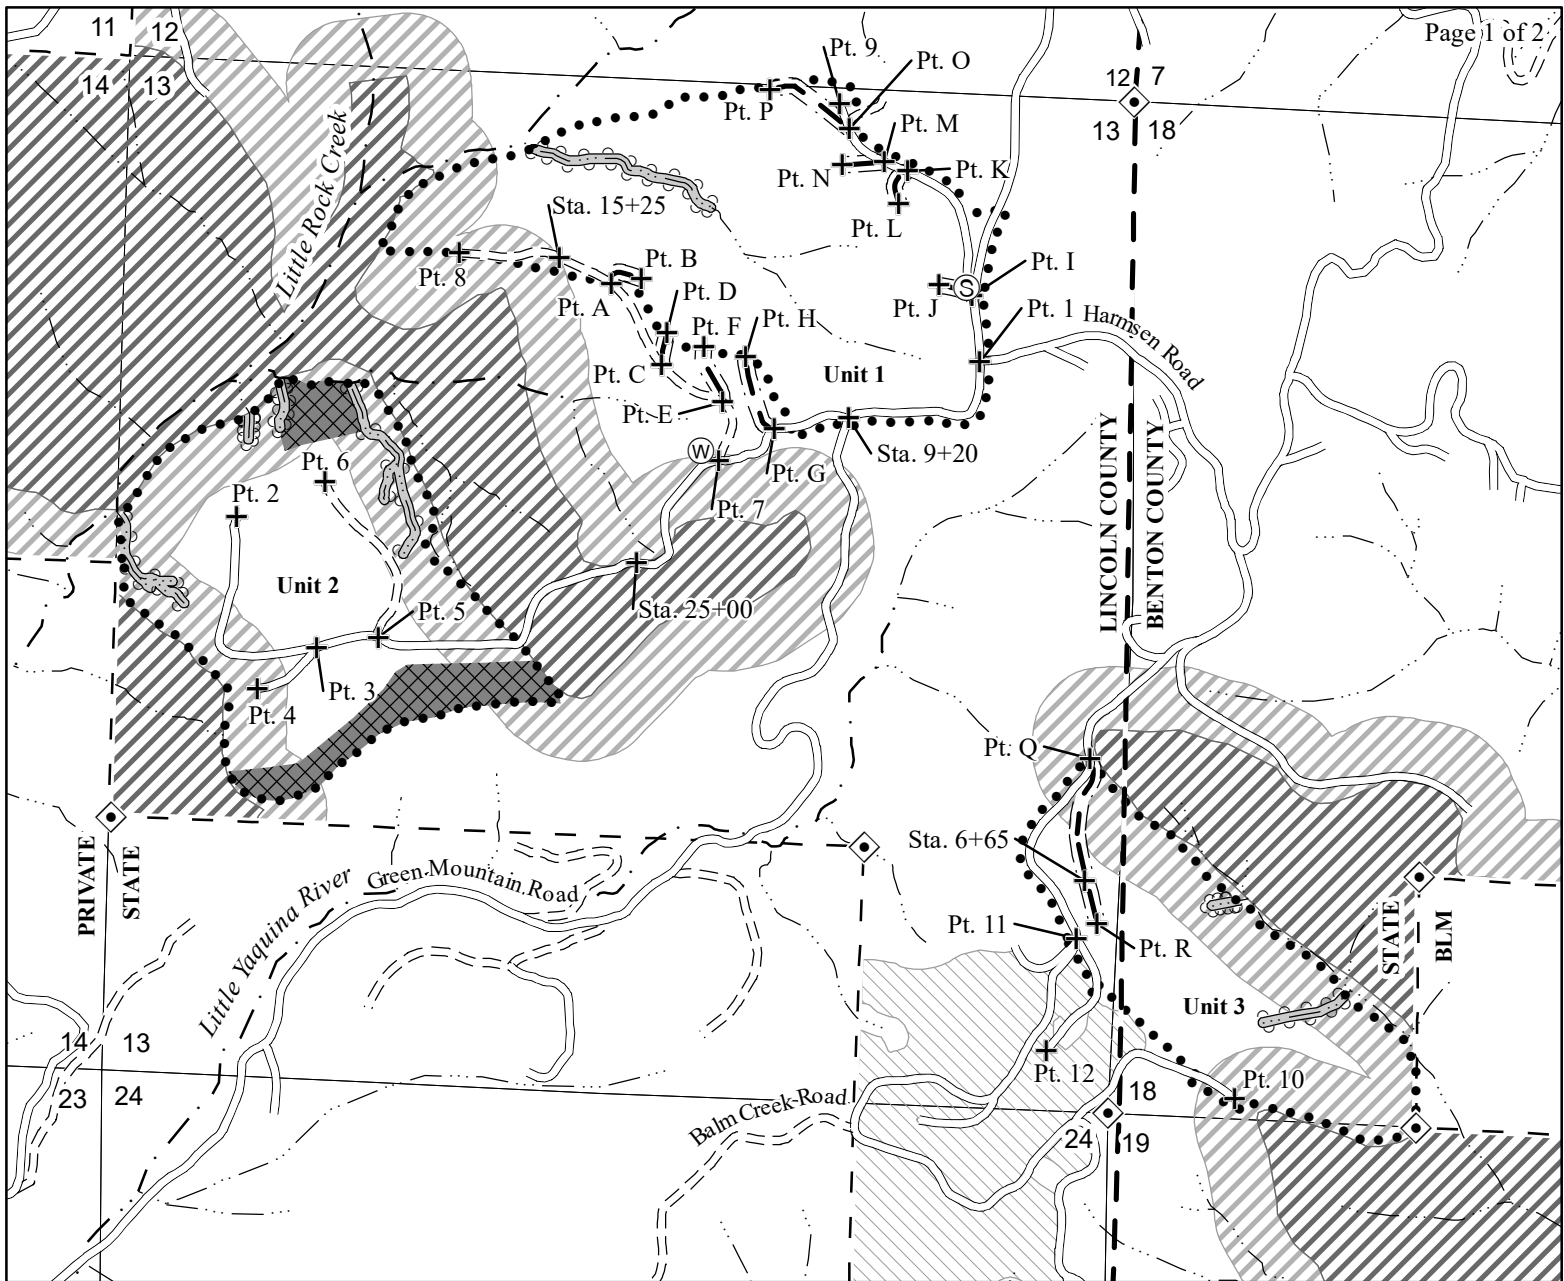 Page 1 of 2
11
12
14
13
Pt. 9
Pt. O
Pt. P
12
7
13
18
Pt. M
Pt. N
Pt. K
Pt. L
Little Rock Creek
Sta. 15+25
Pt. 8
Pt. B
Pt. A
Pt. D
Pt. I
S
Pt. J
Pt. F
Pt. H
Pt. 1
Harmsen Road
Pt. C
Unit 1
Pt. E
W
Sta. 9+20
Pt. G
Pt. 7
Pt. 6
Pt. 2
LINCOLN COUNTY
BENTON COUNTY
Unit 2
Pt. 5
Sta. 25+00
Pt. 3
Pt. 4
Pt. Q
Sta. 6+65
PRIVATE
STATE
Little Yaquina River
Green Mountain Road
Pt. 11
Pt. R
STATE
BLM
Unit 3
14
13
Pt. 12
23
24
18
Pt. 10
Balm Creek Road
24
19